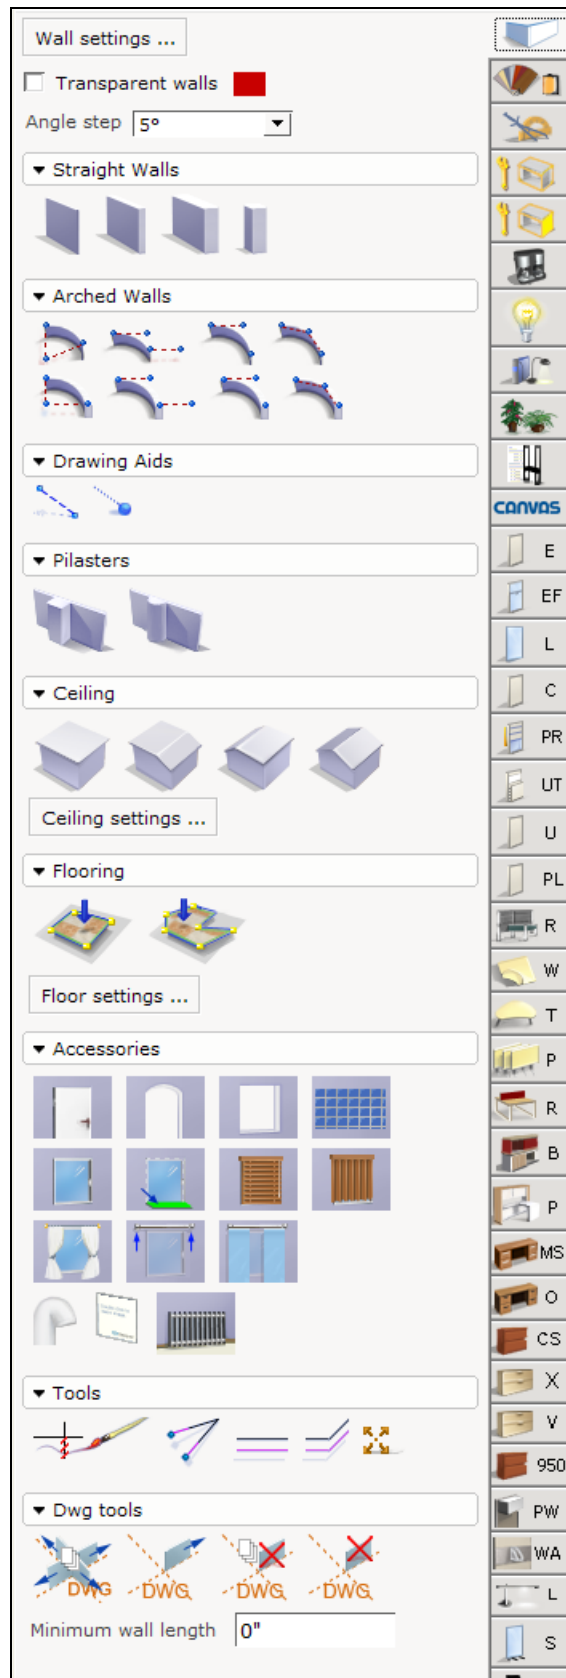 Wall settings ...
Transparent walls
Angle step 5°
Straight Walls
Arched Walls
Drawing Aids
Pilasters
Ceiling
Ceiling settings ...
Flooring
Floor settings ...
Accessories
Tools
Dwg tools
DWG DWG DWG DWG
Minimum wall length 0"
CANVAS
E
EF
L
C
PR
UT
U
PL
R
W
T
P
R
B
P
MS
O
CS
X
V
950
PW
WA
L
S